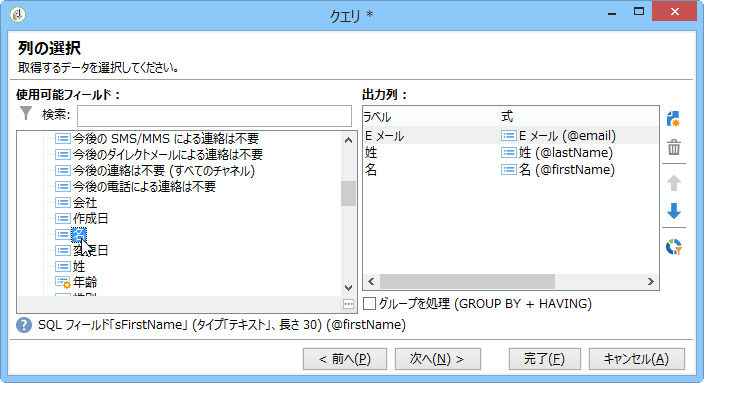 クエリ *
列の選択
取得するデータを選択してください。
使用可能フィールド：
検索:
今後の SMS/MMS による連絡は不要
今後のダイレクトメールによる連絡は不要
今後の連絡は不要 (すべてのチャネル)
今後の電話による連絡は不要
会社
作成日
名
変更日
姓
年齢
出力列：
ラベル 式
E メール E メール (@email)
姓 姓 (@lastName)
名 名 (@firstName)
グループを処理 (GROUP BY + HAVING)
SQL フィールド「sFirstName」 (タイプ「テキスト」、長さ 30) (@firstName)
< 前へ(P) 次へ(N) > 完了(F) キャンセル(A)